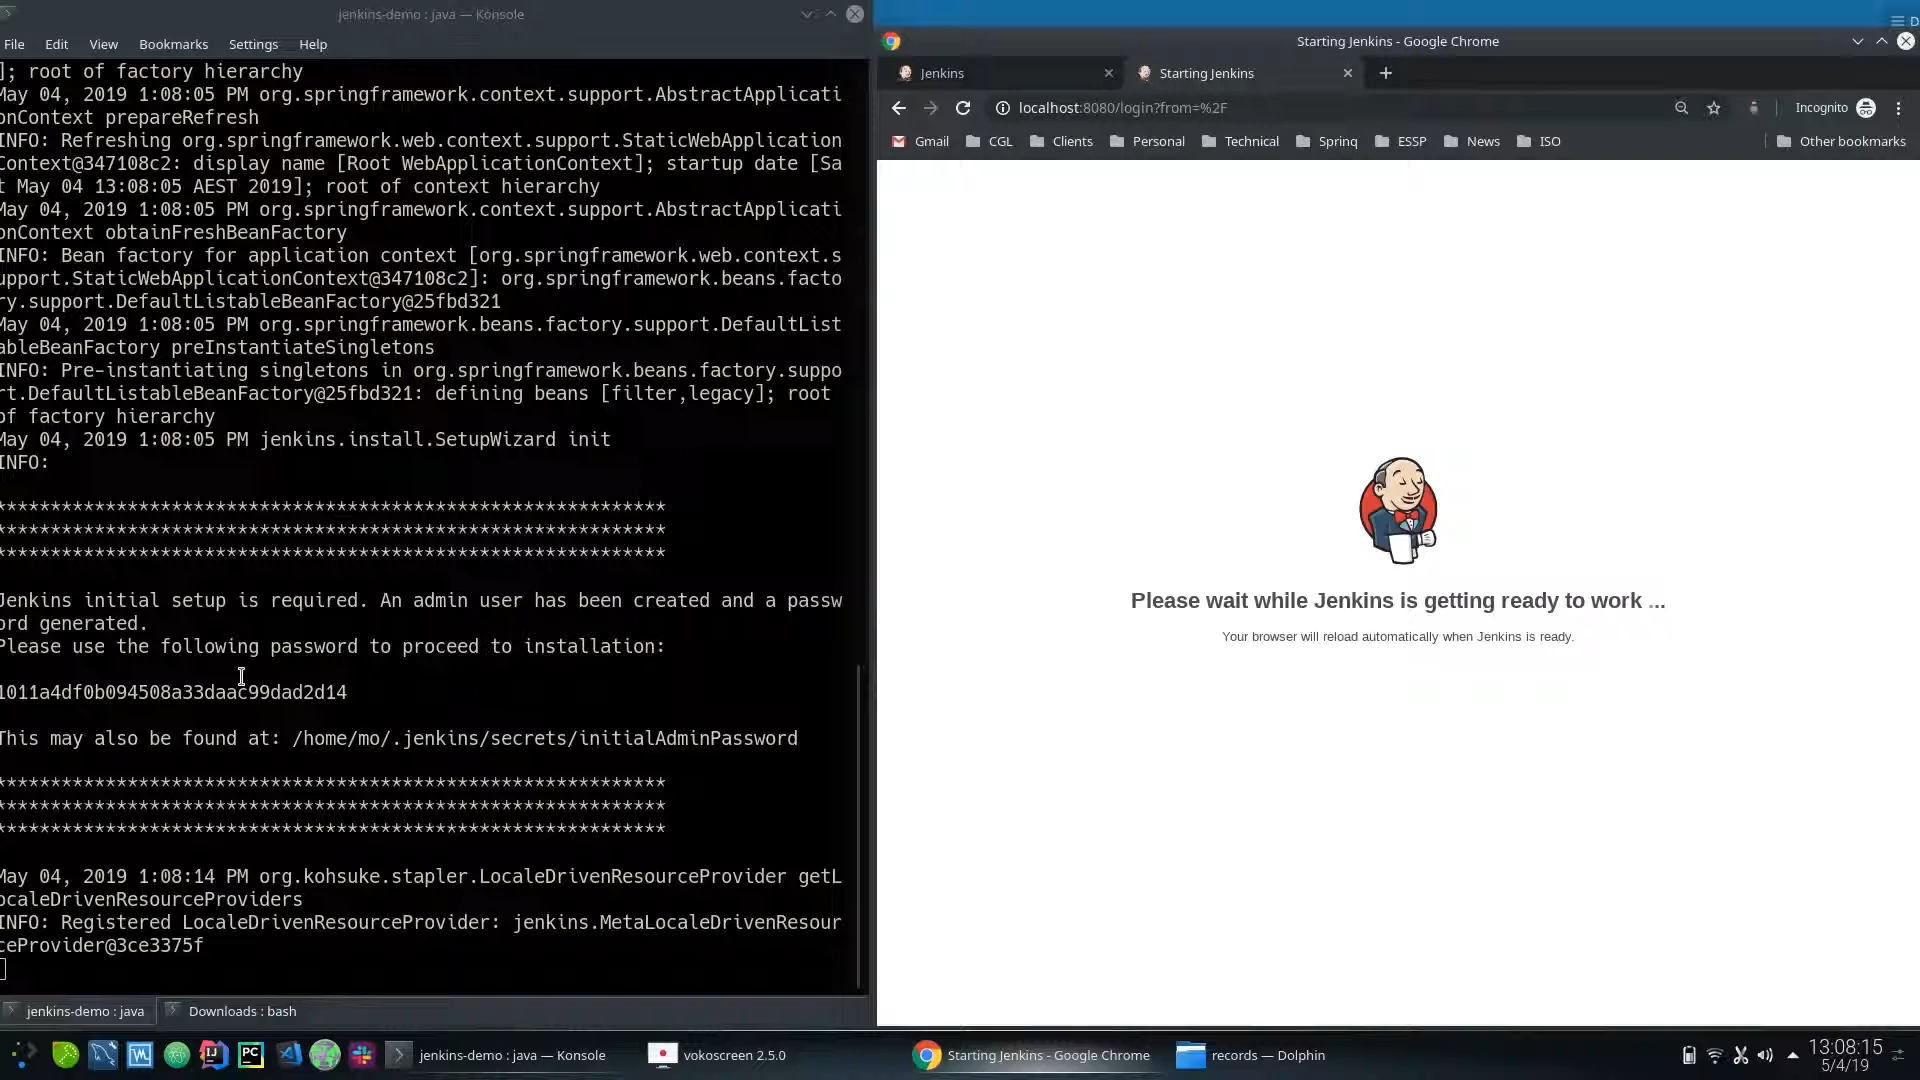 jenkins-demo : java — Konsole
File Edit View Bookmarks Settings Help
]; root of factory hierarchy
May 04, 2019 1:08:05 PM org.springframework.context.support.AbstractApplicati
onContext prepareRefresh
INFO: Refreshing org.springframework.web.context.support.StaticWebApplication
Context@347108c2: display name [Root WebApplicationContext]; startup date [Sa
t May 04 13:08:05 AEST 2019]; root of context hierarchy
May 04, 2019 1:08:05 PM org.springframework.context.support.AbstractApplicati
onContext obtainFreshBeanFactory
INFO: Bean factory for application context [org.springframework.web.context.s
upport.StaticWebApplicationContext@347108c2]: org.springframework.beans.facto
ry.support.DefaultListableBeanFactory@25fbd321
May 04, 2019 1:08:05 PM org.springframework.beans.factory.support.DefaultList
ableBeanFactory preInstantiateSingletons
INFO: Pre-instantiating singletons in org.springframework.beans.factory.suppo
rt.DefaultListableBeanFactory@25fbd321: defining beans [filter,legacy]; root
of factory hierarchy
May 04, 2019 1:08:05 PM jenkins.install.SetupWizard init
INFO:
*************************************************************
*************************************************************
*************************************************************
Jenkins initial setup is required. An admin user has been created and a passw
ord generated.
Please use the following password to proceed to installation:
1011a4df0b094508a33daac99dad2d14
This may also be found at: /home/mo/.jenkins/secrets/initialAdminPassword
*************************************************************
*************************************************************
*************************************************************
May 04, 2019 1:08:14 PM org.kohsuke.stapler.LocaleDrivenResourceProvider getL
ocaleDrivenResourceProviders
INFO: Registered LocaleDrivenResourceProvider: jenkins.MetaLocaleDrivenResour
ceProvider@3ce3375f
jenkins-demo : java Downloads : bash
D
Starting Jenkins - Google Chrome
Jenkins Starting Jenkins
localhost:8080/login?from=%2F Incognito
Gmail CGL Clients Personal Technical Spring ESSP News ISO Other bookmarks
Please wait while Jenkins is getting ready to work ...
Your browser will reload automatically when Jenkins is ready.
IJ PC jenkins-demo : java — Konsole vokoscreen 2.5.0 Starting Jenkins - Google Chrome records — Dolphin 13:08:15
5/4/19